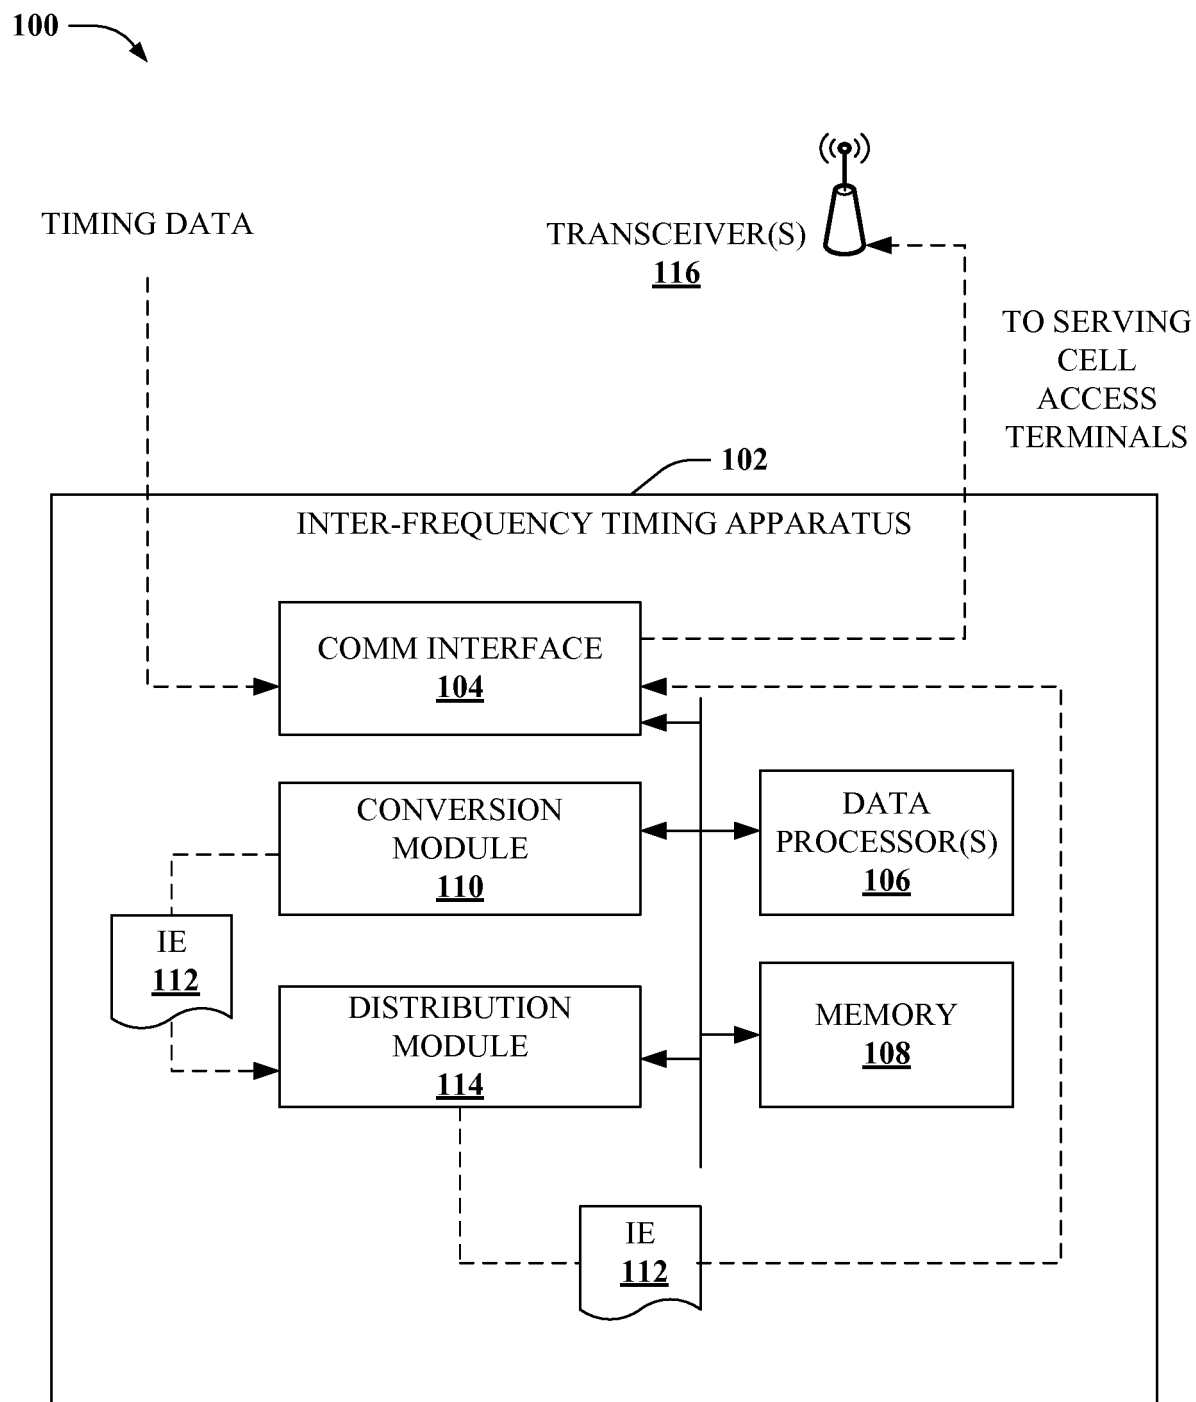 100
TIMING DATA
TRANSCEIVER(S)
116
TO SERVING
CELL
ACCESS
TERMINALS
102
INTER-FREQUENCY TIMING APPARATUS
COMM INTERFACE
104
CONVERSION
MODULE
110
DATA
PROCESSOR(S)
106
IE
112
DISTRIBUTION
MODULE
114
MEMORY
108
IE
112